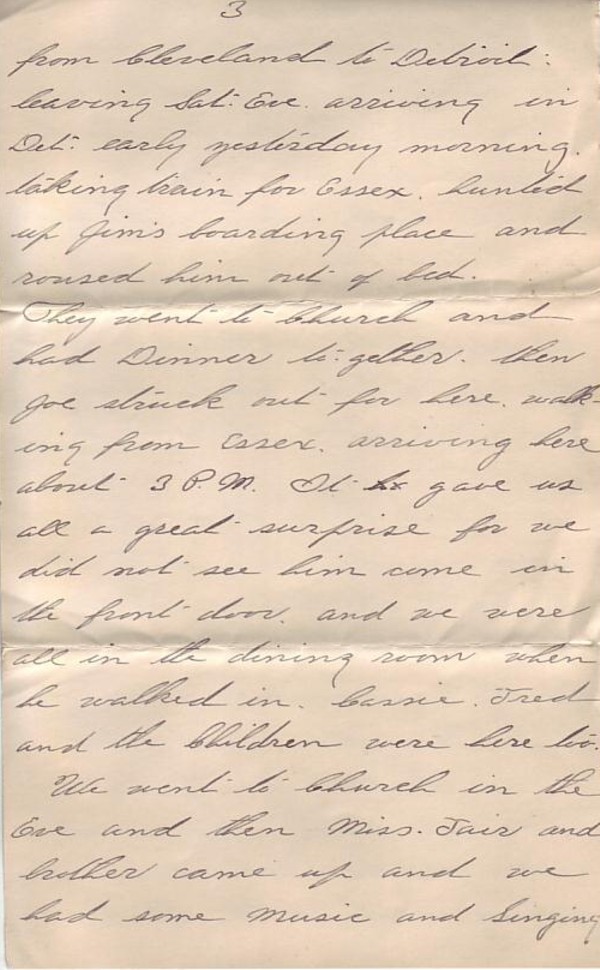 3
from Cleveland to Detroit:
leaving Sat: Eve. arriving in
Det: early yesterday morning.
taking train for Essex. hunted
up Jim's boarding place and
roused him out of bed.
They went to Church and
had Dinner to-gether. then
Joe struck out for here. walk-
ing from Essex. arriving here
about 3 P.M. It gave us
all a great surprise for we
did not see him come in
the front door. and we were
all in the dining room when
he walked in. Cassie. Fred
and the Children were here too.
We went to Church in the
Eve and then Miss. Fair and
brother came up and we
had some music and Singing